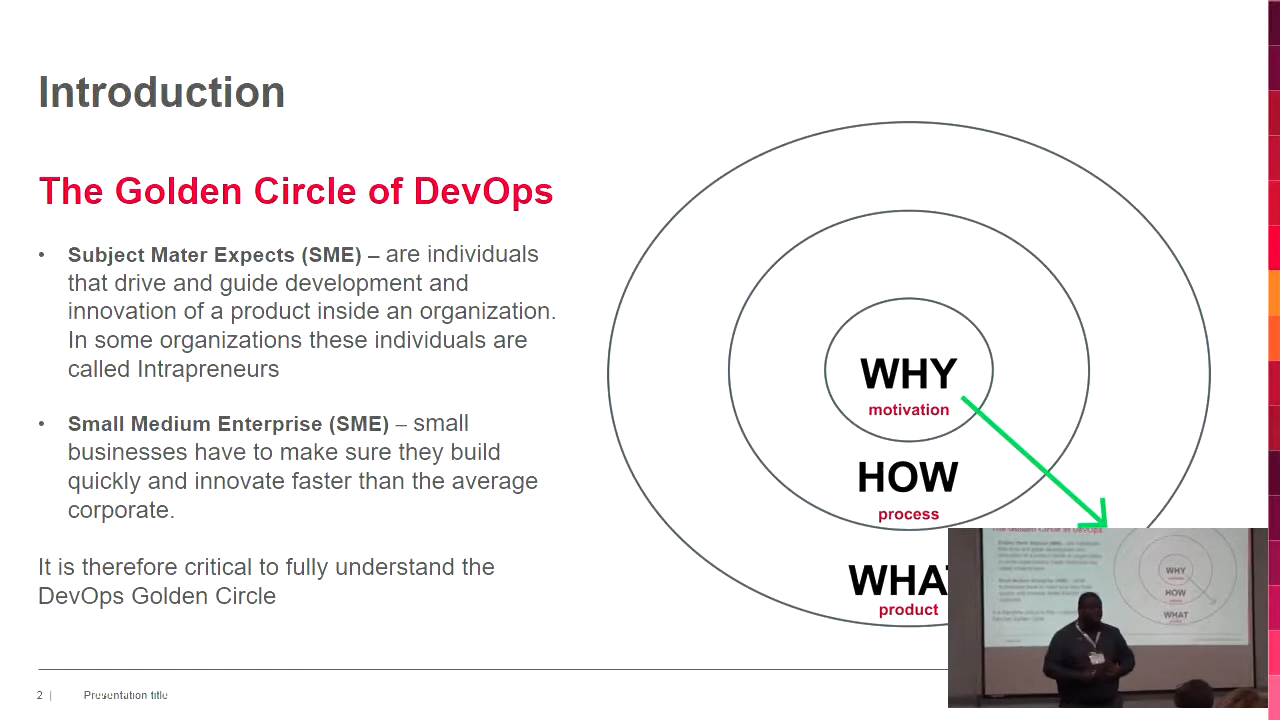 Introduction
The Golden Circle of DevOps
• Subject Mater Expects (SME) – are individuals
that drive and guide development and
innovation of a product inside an organization.
In some organizations these individuals are
called Intrapreneurs
• Small Medium Enterprise (SME) – small
businesses have to make sure they build
quickly and innovate faster than the average
corporate.
It is therefore critical to fully understand the
DevOps Golden Circle
WHY
motivation
HOW
process
WHAT
product
2 |
Presentation title
WHY
HOW
WHAT